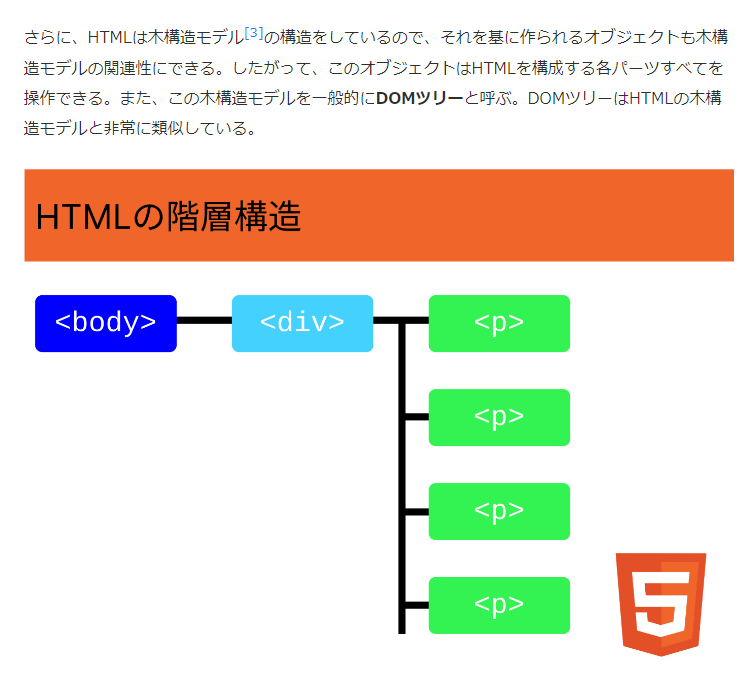 さらに、HTMLは木構造モデル[3]の構造をしているので、それを基に作られるオブジェクトも木構
造モデルの関連性にできる。したがって、このオブジェクトはHTMLを構成する各パーツすべてを
操作できる。また、この木構造モデルを一般的にDOMツリーと呼ぶ。DOMツリーはHTMLの木構
造モデルと非常に類似している。
HTMLの階層構造
<body> <div> <p>
<p>
<p>
<p>
5